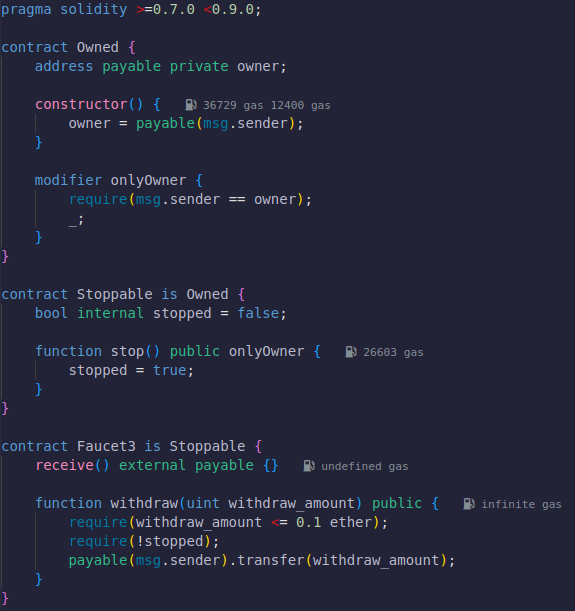 pragma solidity >=0.7.0 <0.9.0;
contract Owned {
address payable private owner;
constructor() { 36729 gas 12400 gas
owner = payable(msg.sender);
}
modifier onlyOwner {
require(msg.sender == owner);
_;
}
}
contract Stoppable is Owned {
bool internal stopped = false;
function stop() public onlyOwner { 26603 gas
stopped = true;
}
}
contract Faucet3 is Stoppable {
receive() external payable {} undefined gas
function withdraw(uint withdraw_amount) public { infinite gas
require(withdraw_amount <= 0.1 ether);
require(!stopped);
payable(msg.sender).transfer(withdraw_amount);
}
}